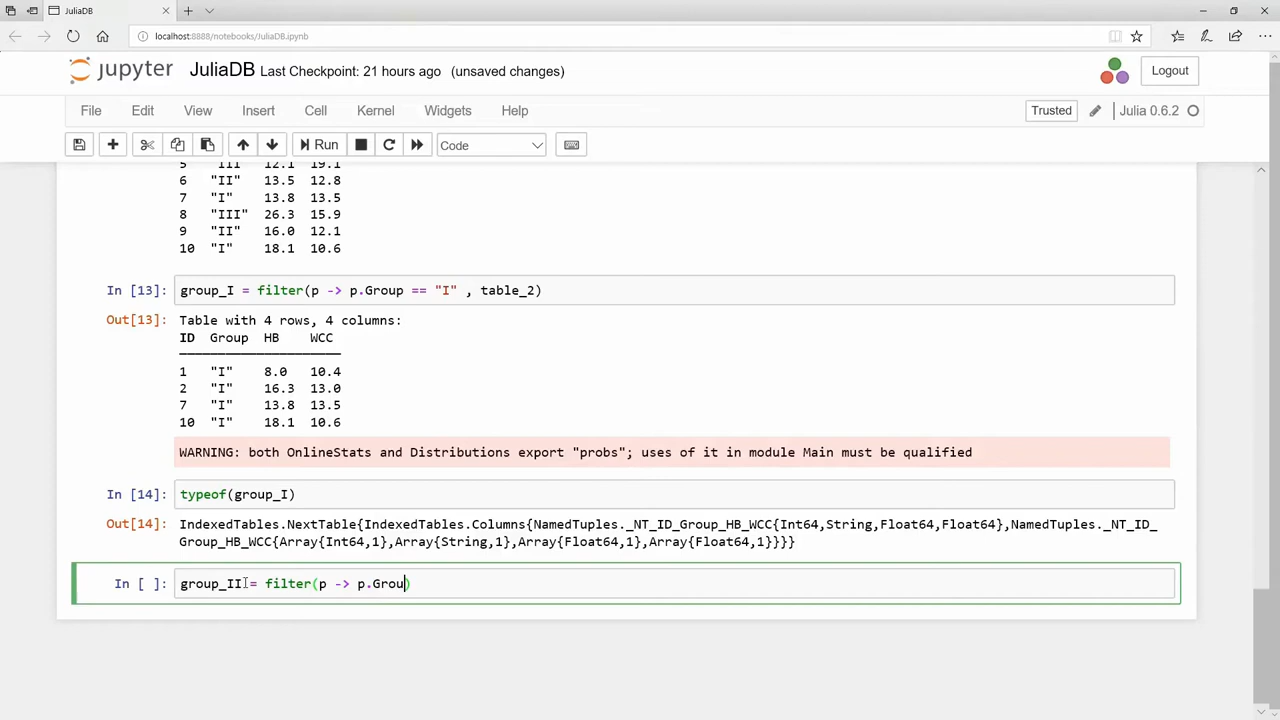 JuliaDB
localhost:8888/notebooks/JuliaDB.ipynb
jupyter JuliaDB Last Checkpoint: 21 hours ago (unsaved changes) Logout
File Edit View Insert Cell Kernel Widgets Help Trusted Julia 0.6.2
Run Code
5 "III" 12.1 19.1
6 "II" 13.5 12.8
7 "I" 13.8 13.5
8 "III" 26.3 15.9
9 "II" 16.0 12.1
10 "I" 18.1 10.6
In [13]: group_I = filter(p -> p.Group == "I" , table_2)
Out[13]: Table with 4 rows, 4 columns:
ID Group HB WCC
1 "I" 8.0 10.4
2 "I" 16.3 13.0
7 "I" 13.8 13.5
10 "I" 18.1 10.6
WARNING: both OnlineStats and Distributions export "probs"; uses of it in module Main must be qualified
In [14]: typeof(group_I)
Out[14]: IndexedTables.NextTable{IndexedTables.Columns{NamedTuples._NT_ID_Group_HB_WCC{Int64,String,Float64,Float64},NamedTuples._NT_ID_
Group_HB_WCC{Array{Int64,1},Array{String,1},Array{Float64,1},Array{Float64,1}}}}
In [ ]: group_II = filter(p -> p.Grou)